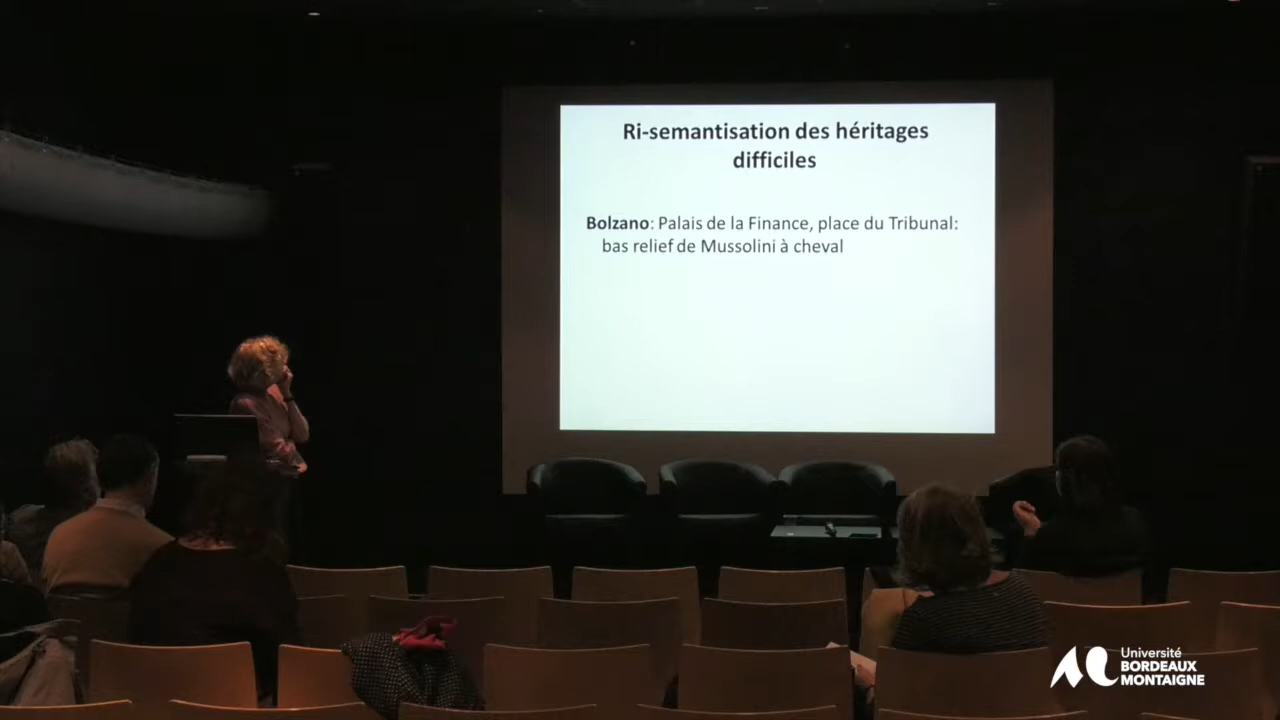 Ri-semantisation des héritages
difficiles
Bolzano: Palais de la Finance, place du Tribunal:
bas relief de Mussolini à cheval
Université
BORDEAUX
MONTAIGNE